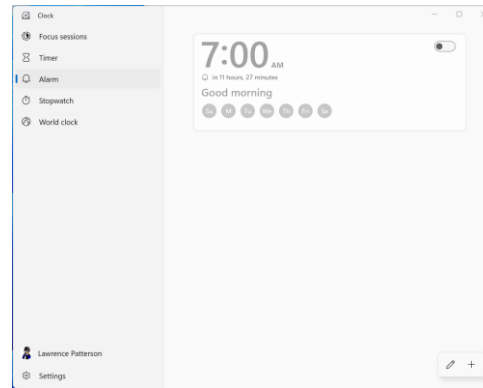 Clock
Focus sessions
Timer
Alarm
Stopwatch
World clock
Lawrence Patterson
Settings
7:00 AM
in 11 hours, 27 minutes
Good morning
Su M Tu We Th Fri Sa